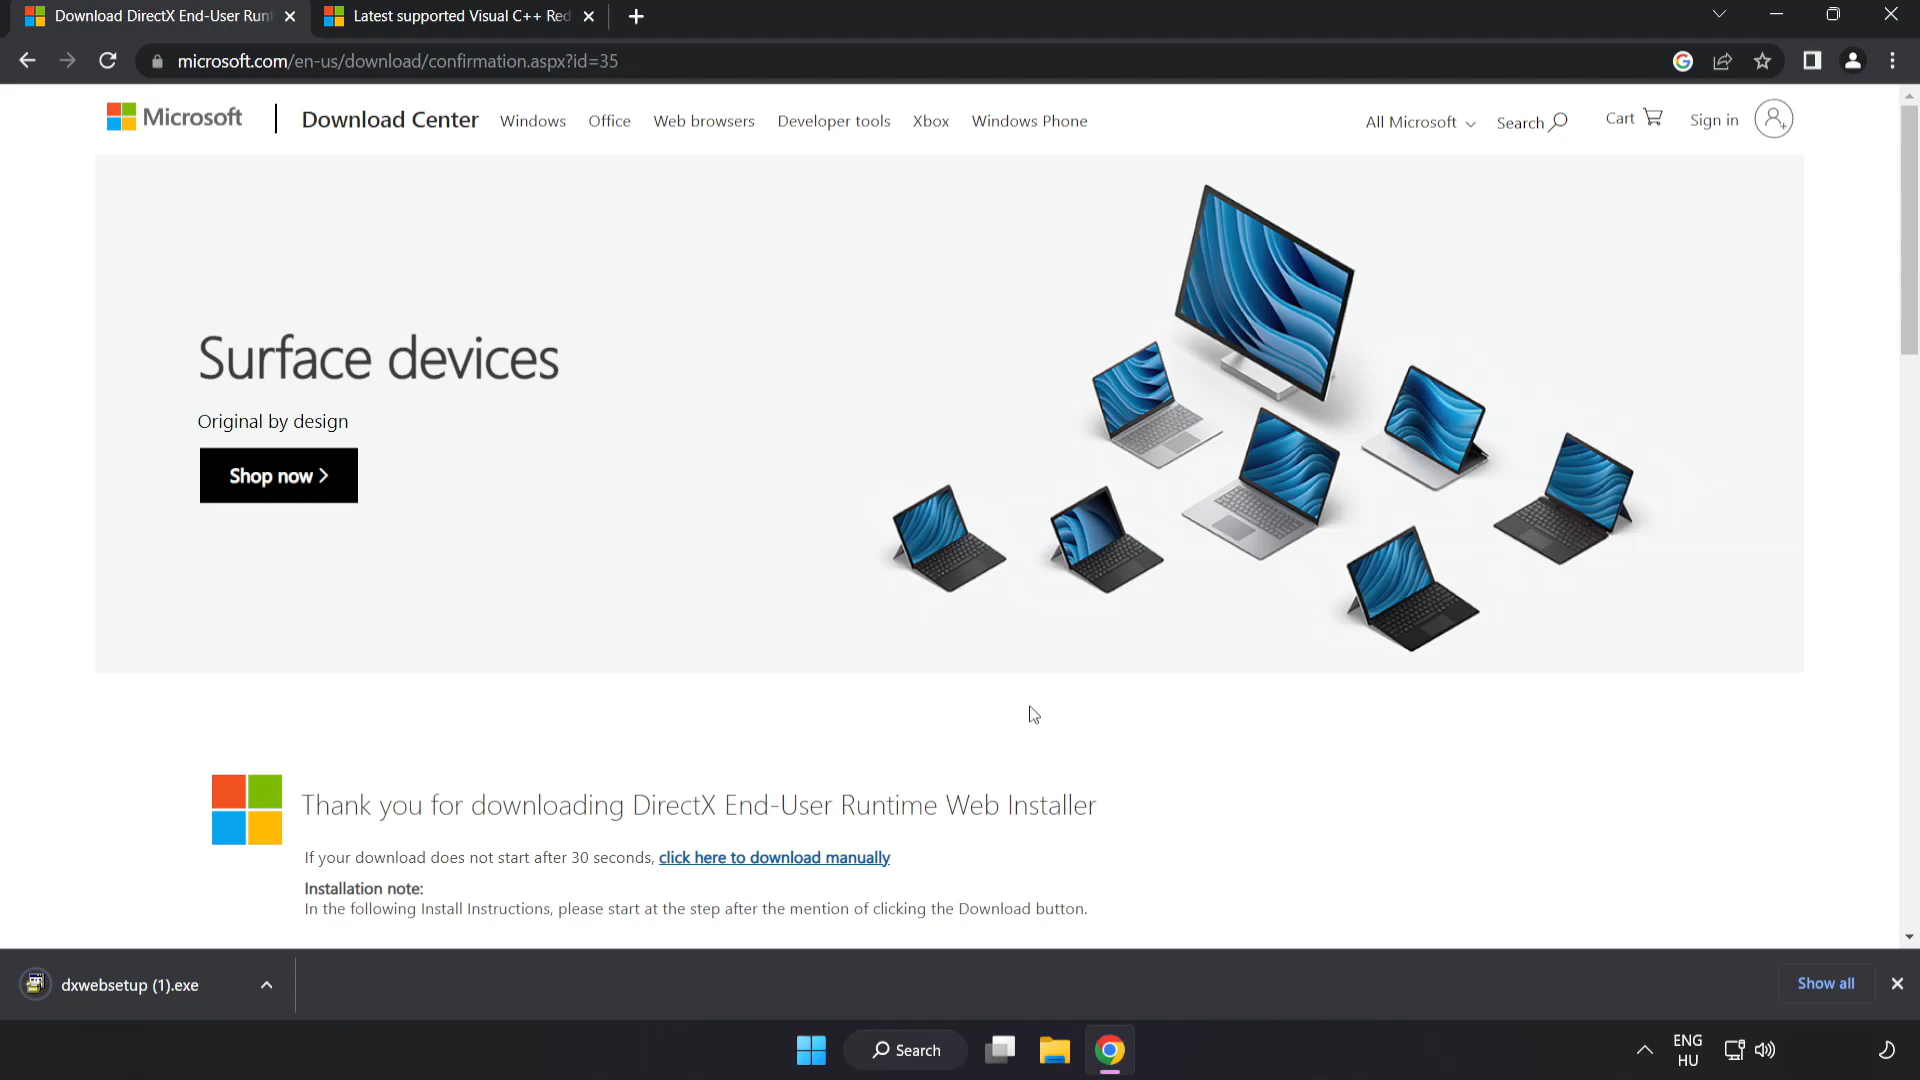 Download DirectX End-User Runt
Latest supported Visual C++ Red
microsoft.com/en-us/download/confirmation.aspx?id=35
Microsoft
Download Center
Windows
Office
Web browsers
Developer tools
Xbox
Windows Phone
All Microsoft
Search
Cart
Sign in
Surface devices
Original by design
Shop now >
Thank you for downloading DirectX End-User Runtime Web Installer
If your download does not start after 30 seconds, click here to download manually
Installation note:
In the following Install Instructions, please start at the step after the mention of clicking the Download button.
dxwebsetup (1).exe
Show all
Search
ENG
HU